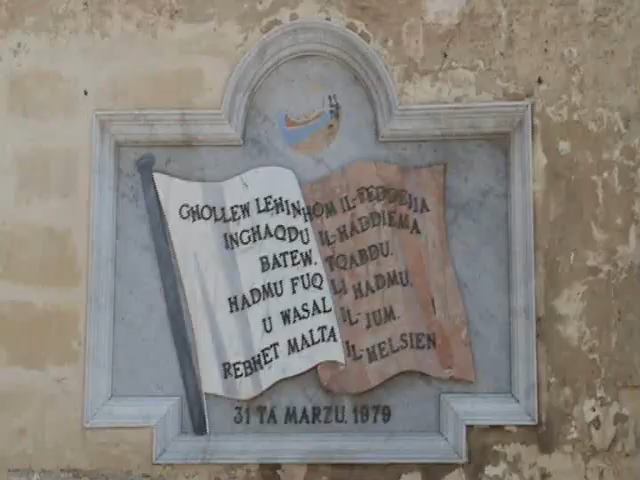 GHOLLEW LEHINHOM IL-FEDDEJJA
INGHAQDU IL-HADDIEMA
BATEW. TQABDU.
HADMU FUQ LI HADMU.
U WASAL IL-JUM.
REBHET MALTA IL-HELSIEN
31 TA MARZU. 1979